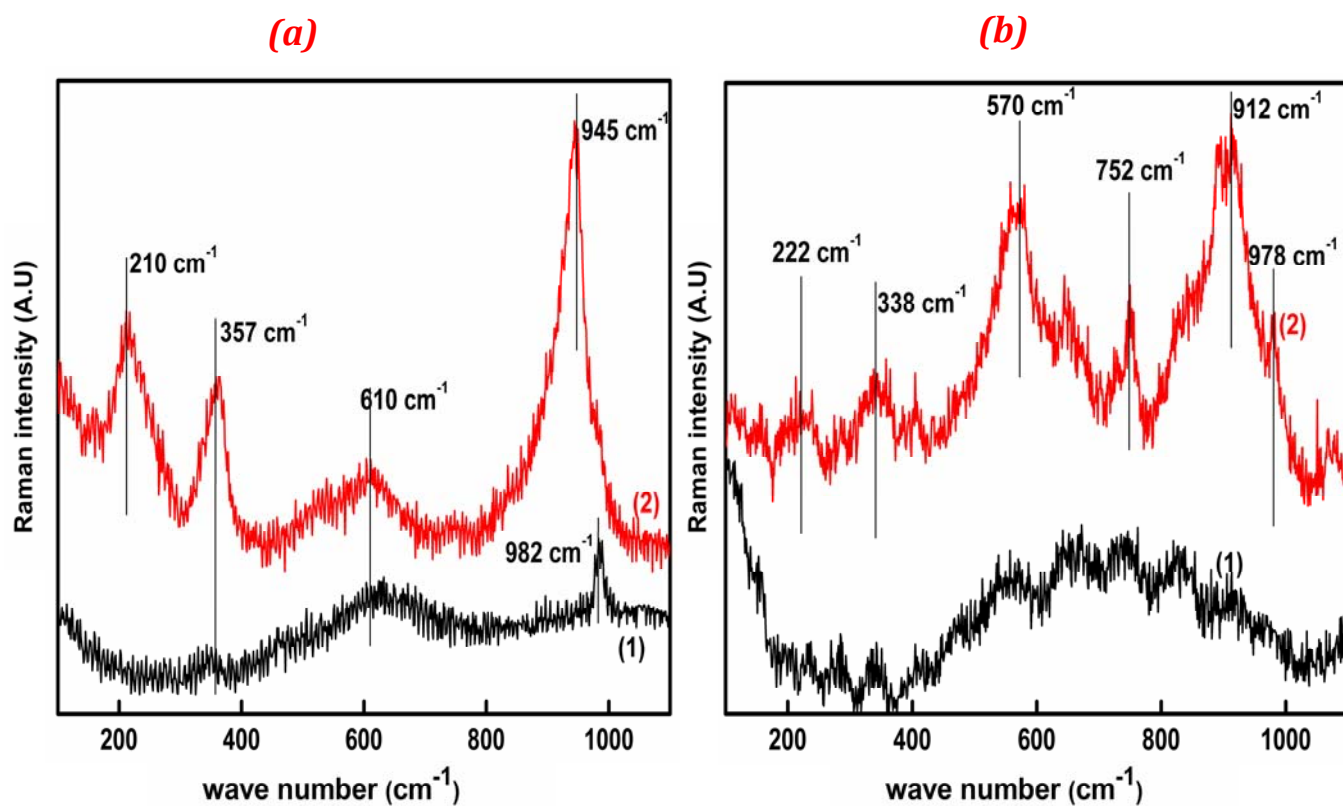 (a)
945 cm⁻¹
210 cm⁻¹
357 cm⁻¹
610 cm⁻¹
(2)
982 cm⁻¹
(1)
Raman intensity (A.U)
200 400 600 800 1000
wave number (cm⁻¹)
(b)
570 cm⁻¹
912 cm⁻¹
752 cm⁻¹
222 cm⁻¹
978 cm⁻¹
338 cm⁻¹
(2)
(1)
Raman intensity (A.U)
200 400 600 800 1000
wave number (cm⁻¹)